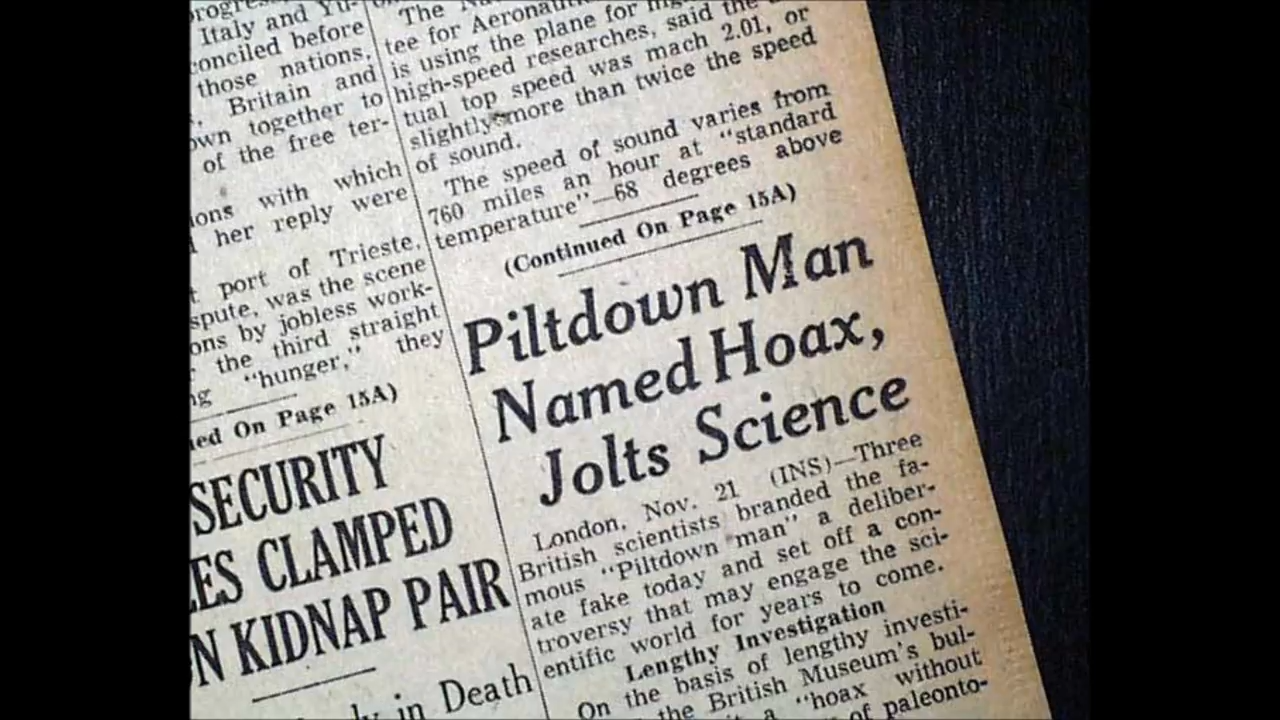 progre
Italy and Yu-
conciled before
those nations.
Britain and
own together to
of the free ter-
ions with which
her reply were
port of Trieste,
spute, was the scene
ons by jobless work-
the third straight
ng "hunger," they
ed On Page 15A)
SECURITY
ES CLAMPED
N KIDNAP PAIR
in Death
The
tee for Aeronau
is using the plane for
high-speed researches, said the
tual top speed was mach 2.01, or
slightly more than twice the speed
of sound.
The speed of sound varies from
760 miles an hour at "standard
temperature"—68 degrees above
(Continued On Page 15A)
Piltdown Man
Named Hoax,
Jolts Science
London, Nov. 21 (INS)—Three
British scientists branded the fa-
mous "Piltdown man" a deliber-
ate fake today and set off a con-
troversy that may engage the sci-
entific world for years to come.
Lengthy Investigation
On the basis of lengthy investi-
the British Museum's bul-
a "hoax without
of paleonto-